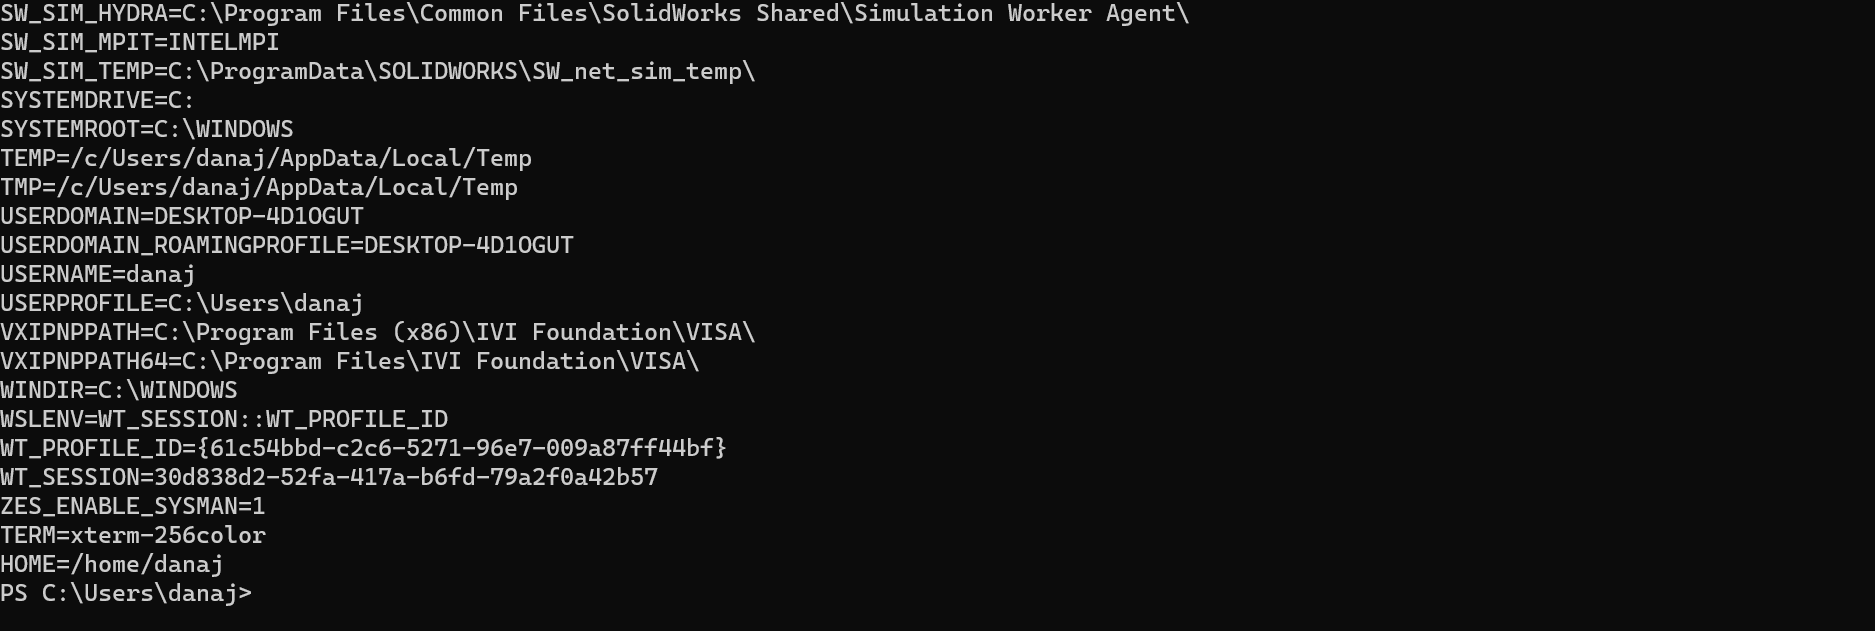 SW_SIM_HYDRA=C:\Program Files\Common Files\SolidWorks Shared\Simulation Worker Agent\
SW_SIM_MPIT=INTELMPI
SW_SIM_TEMP=C:\ProgramData\SOLIDWORKS\SW_net_sim_temp\
SYSTEMDRIVE=C:
SYSTEMROOT=C:\WINDOWS
TEMP=/c/Users/danaj/AppData/Local/Temp
TMP=/c/Users/danaj/AppData/Local/Temp
USERDOMAIN=DESKTOP-4D1OGUT
USERDOMAIN_ROAMINGPROFILE=DESKTOP-4D1OGUT
USERNAME=danaj
USERPROFILE=C:\Users\danaj
VXIPNPPATH=C:\Program Files (x86)\IVI Foundation\VISA\
VXIPNPPATH64=C:\Program Files\IVI Foundation\VISA\
WINDIR=C:\WINDOWS
WSLENV=WT_SESSION::WT_PROFILE_ID
WT_PROFILE_ID={61c54bbd-c2c6-5271-96e7-009a87ff44bf}
WT_SESSION=30d838d2-52fa-417a-b6fd-79a2f0a42b57
ZES_ENABLE_SYSMAN=1
TERM=xterm-256color
HOME=/home/danaj
PS C:\Users\danaj>